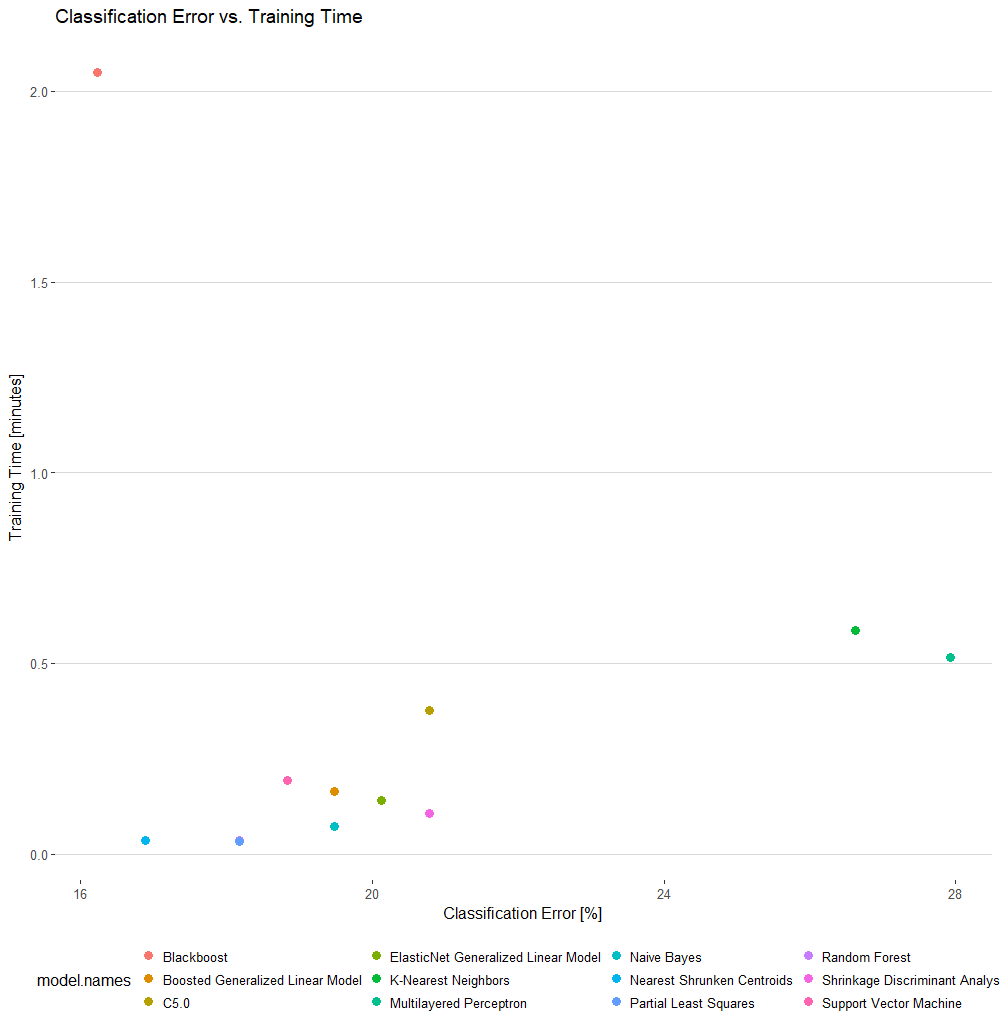 Classification Error vs. Training Time
2.0
1.5
1.0
0.5
0.0
Training Time [minutes]
16 20 24 28
Classification Error [%]
model.names
Blackboost ElasticNet Generalized Linear Model Naive Bayes Random Forest
Boosted Generalized Linear Model K-Nearest Neighbors Nearest Shrunken Centroids Shrinkage Discriminant Analys
C5.0 Multilayered Perceptron Partial Least Squares Support Vector Machine